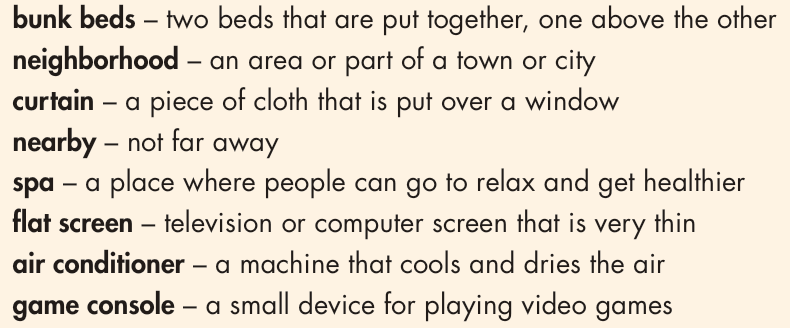 bunk beds – two beds that are put together, one above the other
neighborhood – an area or part of a town or city
curtain – a piece of cloth that is put over a window
nearby – not far away
spa – a place where people can go to relax and get healthier
flat screen – television or computer screen that is very thin
air conditioner – a machine that cools and dries the air
game console – a small device for playing video games